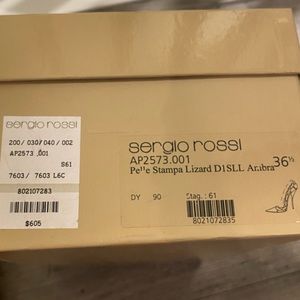 sergio rossi
200/ 030/ 040/ 002
AP2573 .001
S61
7603/ 7603 L6C
802107283
$605
sergio rossi
AP2573.001
36½
Pelle Stampa Lizard D1SLL Ambra
DY 90 Stag.: 61
8021072835